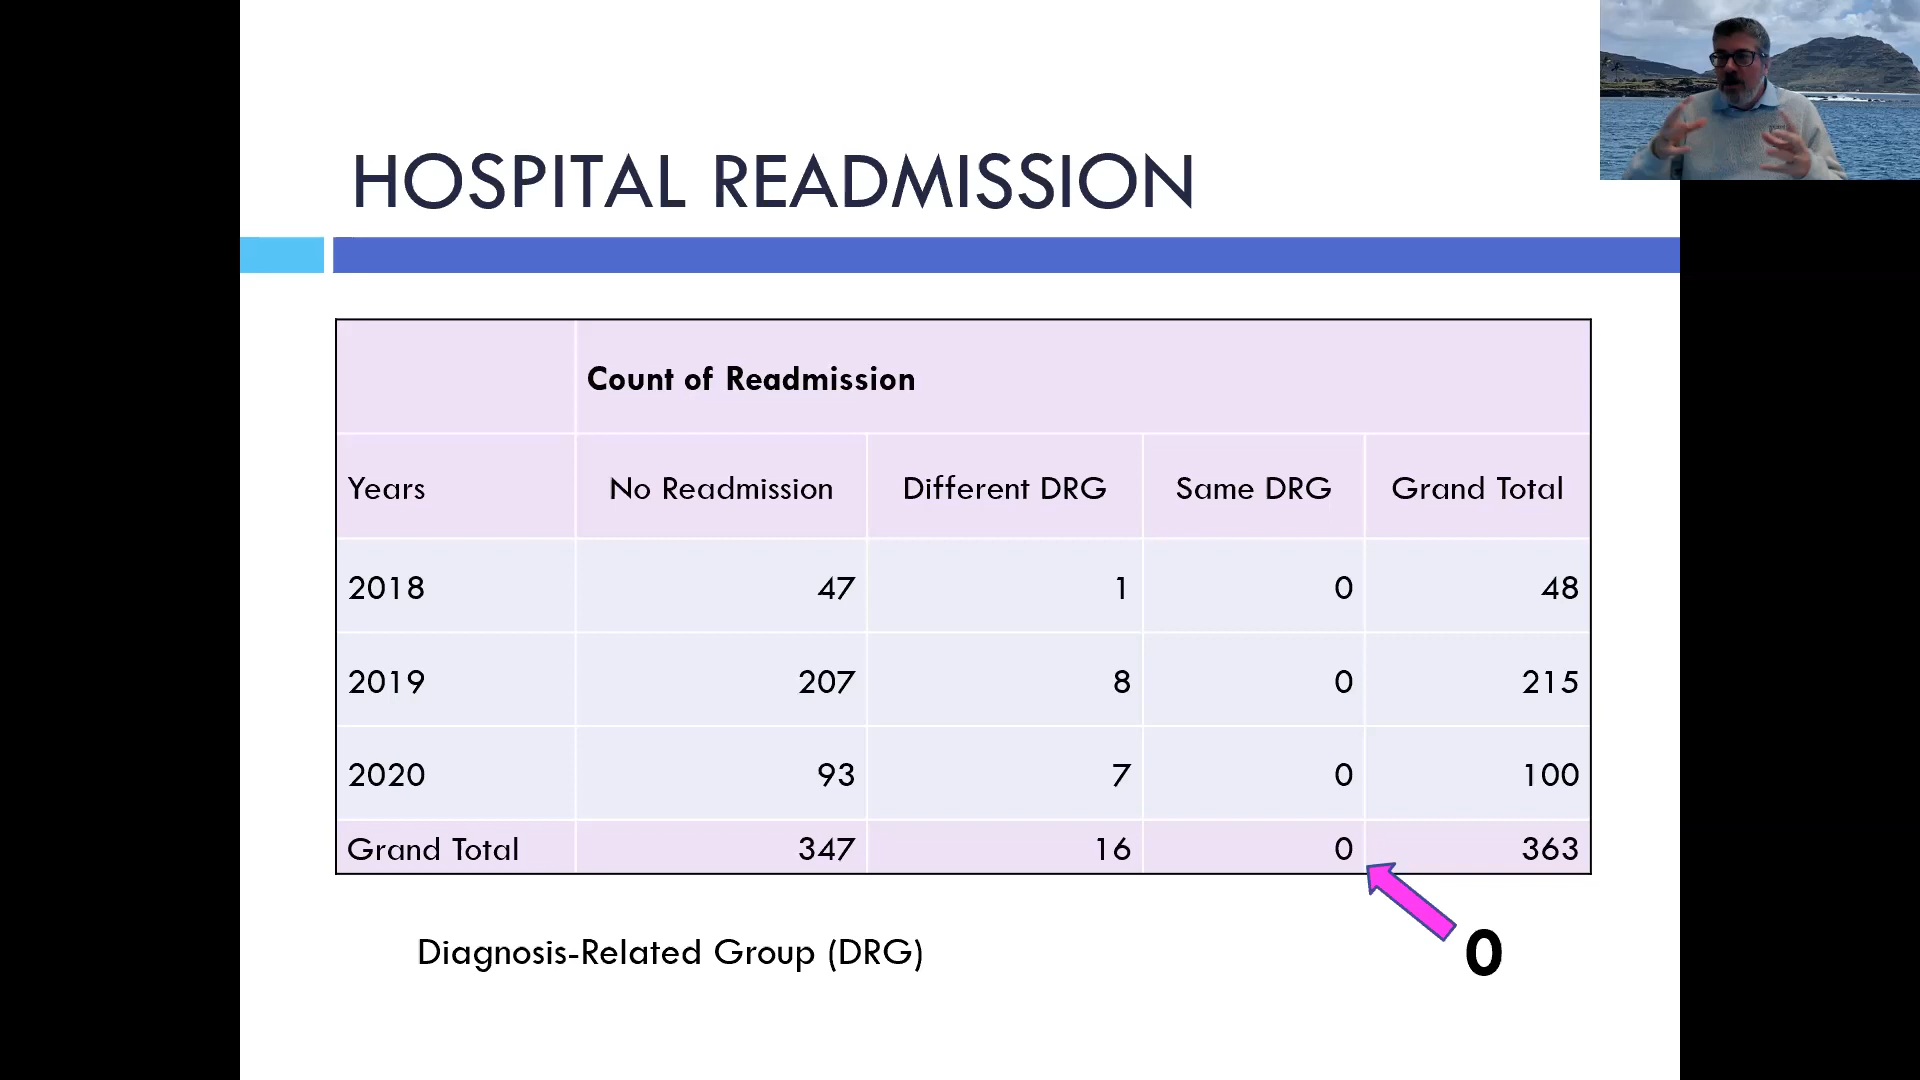 HOSPITAL READMISSION
Count of Readmission
Years No Readmission Different DRG Same DRG Grand Total
2018 47 1 0 48
2019 207 8 0 215
2020 93 7 0 100
Grand Total 347 16 0 363
Diagnosis-Related Group (DRG) 0